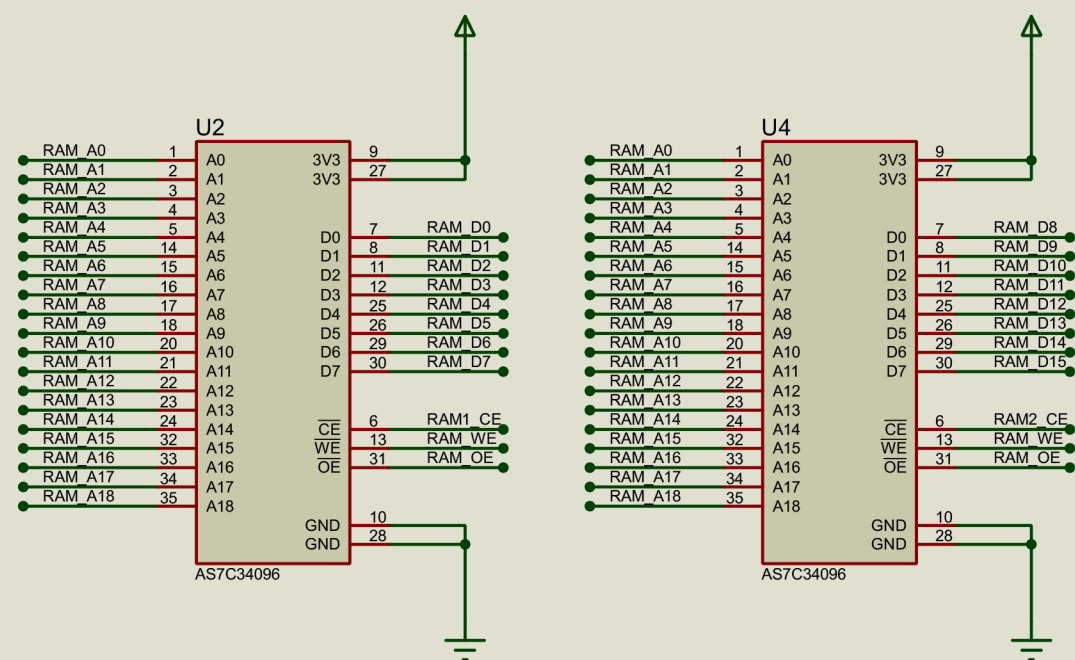 U2
RAM_A0 1 A0 3V3 9
RAM_A1 2 A1 3V3 27
RAM_A2 3 A2
RAM_A3 4 A3
RAM_A4 5 A4 D0 7 RAM_D0
RAM_A5 14 A5 D1 8 RAM_D1
RAM_A6 15 A6 D2 11 RAM_D2
RAM_A7 16 A7 D3 12 RAM_D3
RAM_A8 17 A8 D4 25 RAM_D4
RAM_A9 18 A9 D5 26 RAM_D5
RAM_A10 20 A10 D6 29 RAM_D6
RAM_A11 21 A11 D7 30 RAM_D7
RAM_A12 22 A12
RAM_A13 23 A13
RAM_A14 24 A14 CE 6 RAM1_CE
RAM_A15 32 A15 WE 13 RAM_WE
RAM_A16 33 A16 OE 31 RAM_OE
RAM_A17 34 A17
RAM_A18 35 A18
GND 10
GND 28
AS7C34096
U4
RAM_A0 1 A0 3V3 9
RAM_A1 2 A1 3V3 27
RAM_A2 3 A2
RAM_A3 4 A3
RAM_A4 5 A4 D0 7 RAM_D8
RAM_A5 14 A5 D1 8 RAM_D9
RAM_A6 15 A6 D2 11 RAM_D10
RAM_A7 16 A7 D3 12 RAM_D11
RAM_A8 17 A8 D4 25 RAM_D12
RAM_A9 18 A9 D5 26 RAM_D13
RAM_A10 20 A10 D6 29 RAM_D14
RAM_A11 21 A11 D7 30 RAM_D15
RAM_A12 22 A12
RAM_A13 23 A13
RAM_A14 24 A14 CE 6 RAM2_CE
RAM_A15 32 A15 WE 13 RAM_WE
RAM_A16 33 A16 OE 31 RAM_OE
RAM_A17 34 A17
RAM_A18 35 A18
GND 10
GND 28
AS7C34096